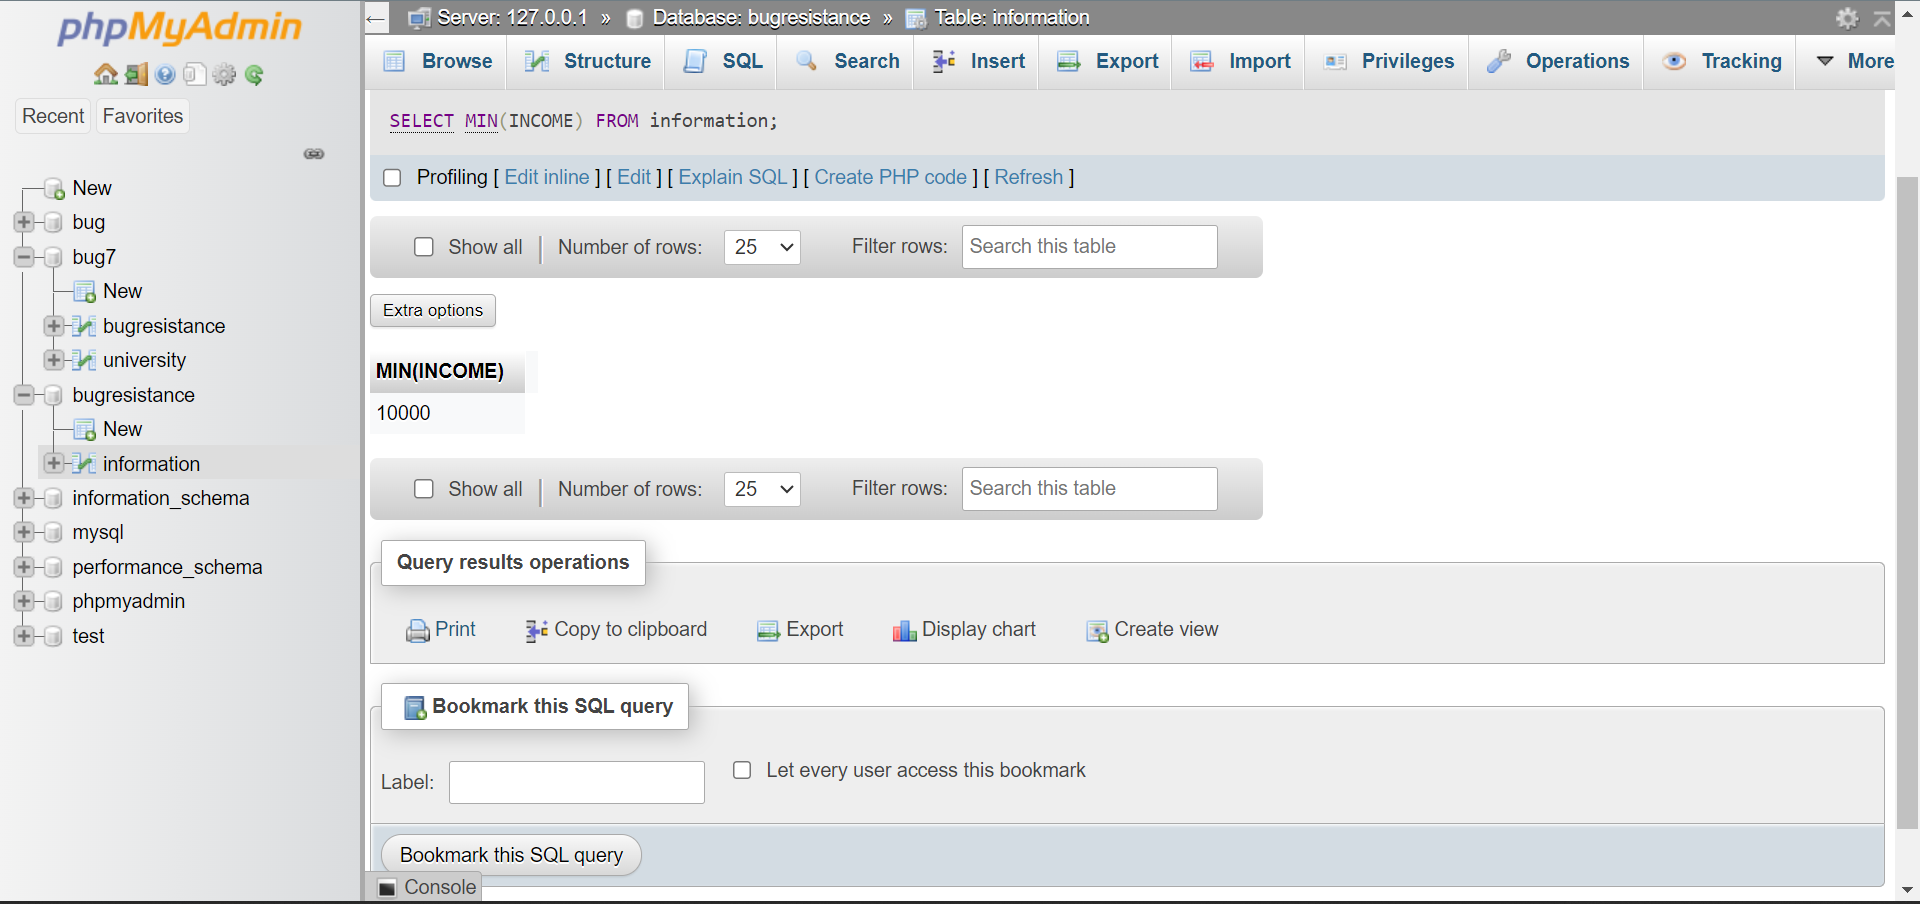 phpMyAdmin
Recent
Favorites
New
bug
bug7
New
bugresistance
university
bugresistance
New
information
information_schema
mysql
performance_schema
phpmyadmin
test
Server: 127.0.0.1 » Database: bugresistance » Table: information
Browse Structure SQL Search Insert Export Import Privileges Operations Tracking More
SELECT MIN(INCOME) FROM information;
Profiling [ Edit inline ] [ Edit ] [ Explain SQL ] [ Create PHP code ] [ Refresh ]
Show all | Number of rows: 25 Filter rows: Search this table
Extra options
MIN(INCOME)
10000
Show all | Number of rows: 25 Filter rows: Search this table
Query results operations
Print Copy to clipboard Export Display chart Create view
Bookmark this SQL query
Label: Let every user access this bookmark
Bookmark this SQL query
Console